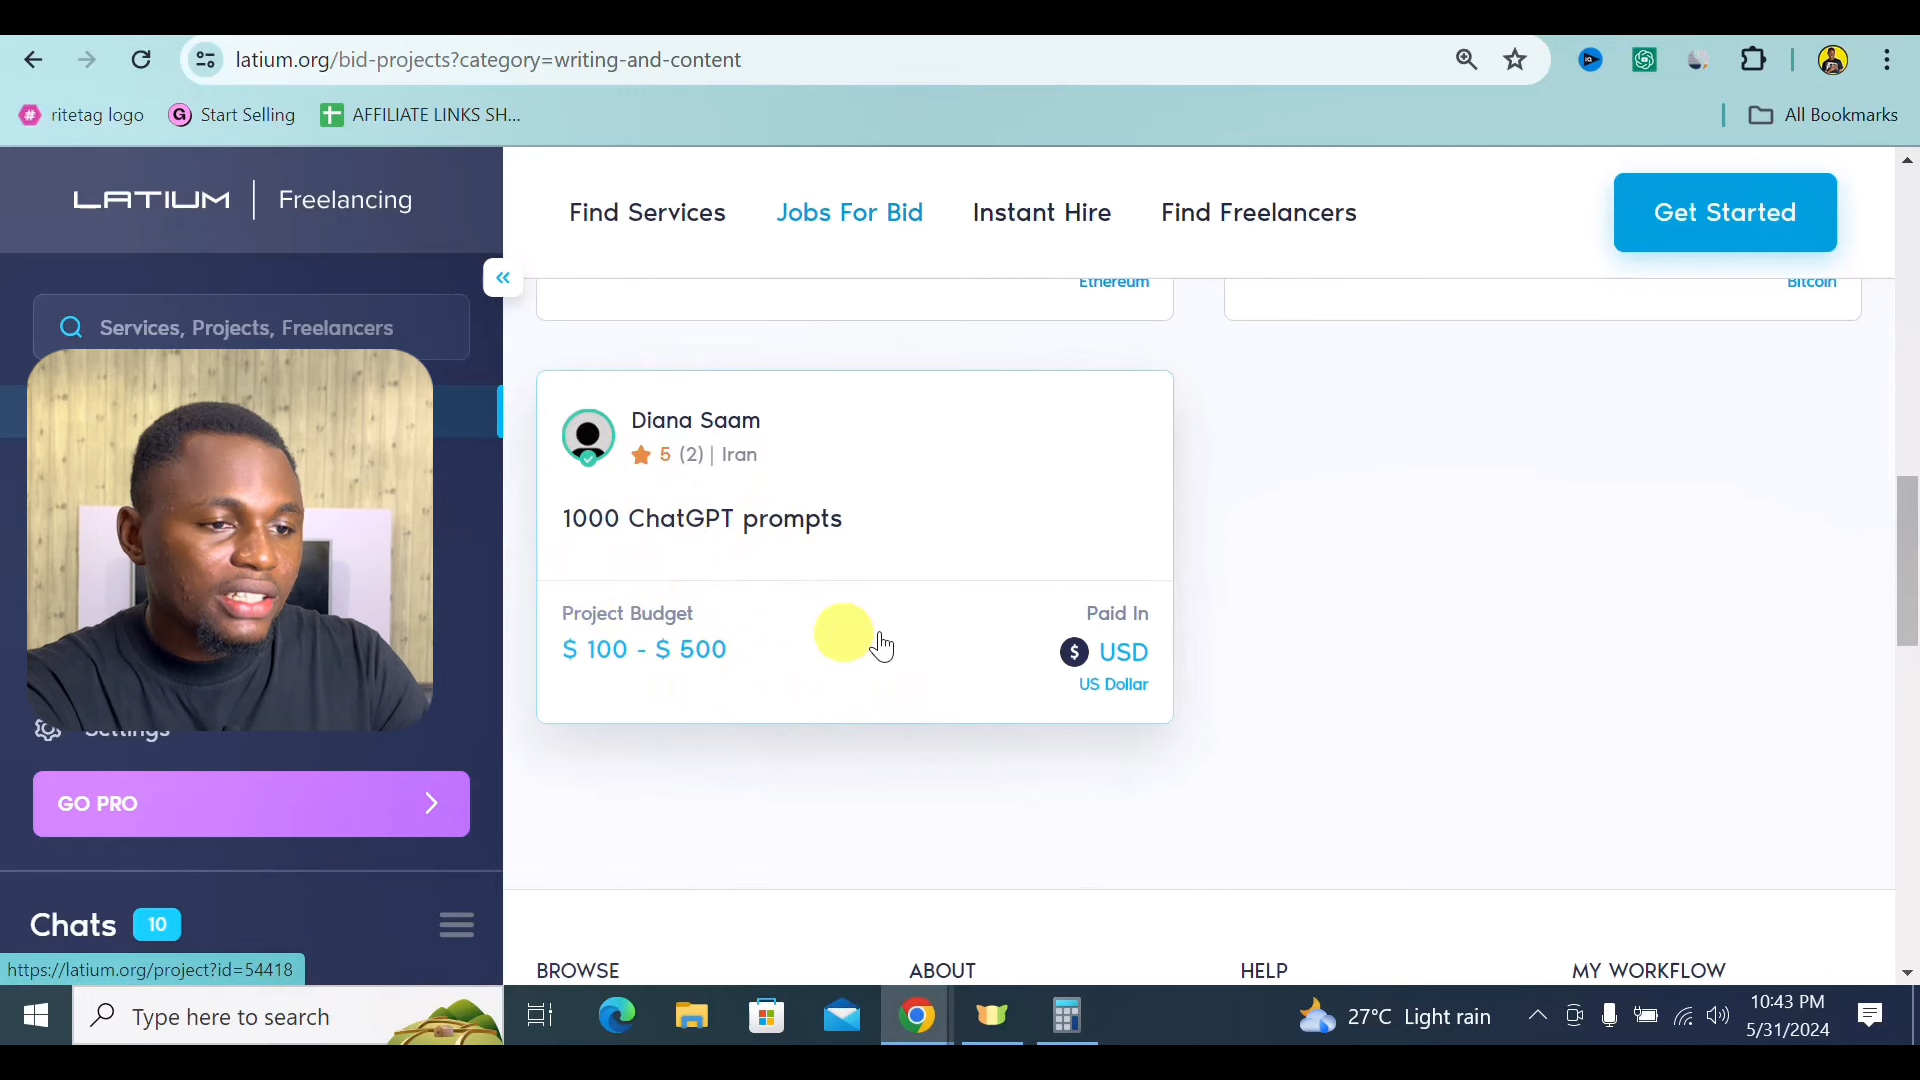 latium.org/bid-projects?category=writing-and-content
ritetag logo
Start Selling
AFFILIATE LINKS SH...
All Bookmarks
LATIUM | Freelancing
Find Services
Jobs For Bid
Instant Hire
Find Freelancers
Get Started
Services, Projects, Freelancers
Ethereum
Bitcoin
Diana Saam
5 (2) | Iran
1000 ChatGPT prompts
Project Budget
$ 100 - $ 500
Paid In
$ USD
US Dollar
Settings
GO PRO
Chats 10
https://latium.org/project?id=54418
BROWSE
ABOUT
HELP
MY WORKFLOW
Type here to search
27°C Light rain
10:43 PM
5/31/2024